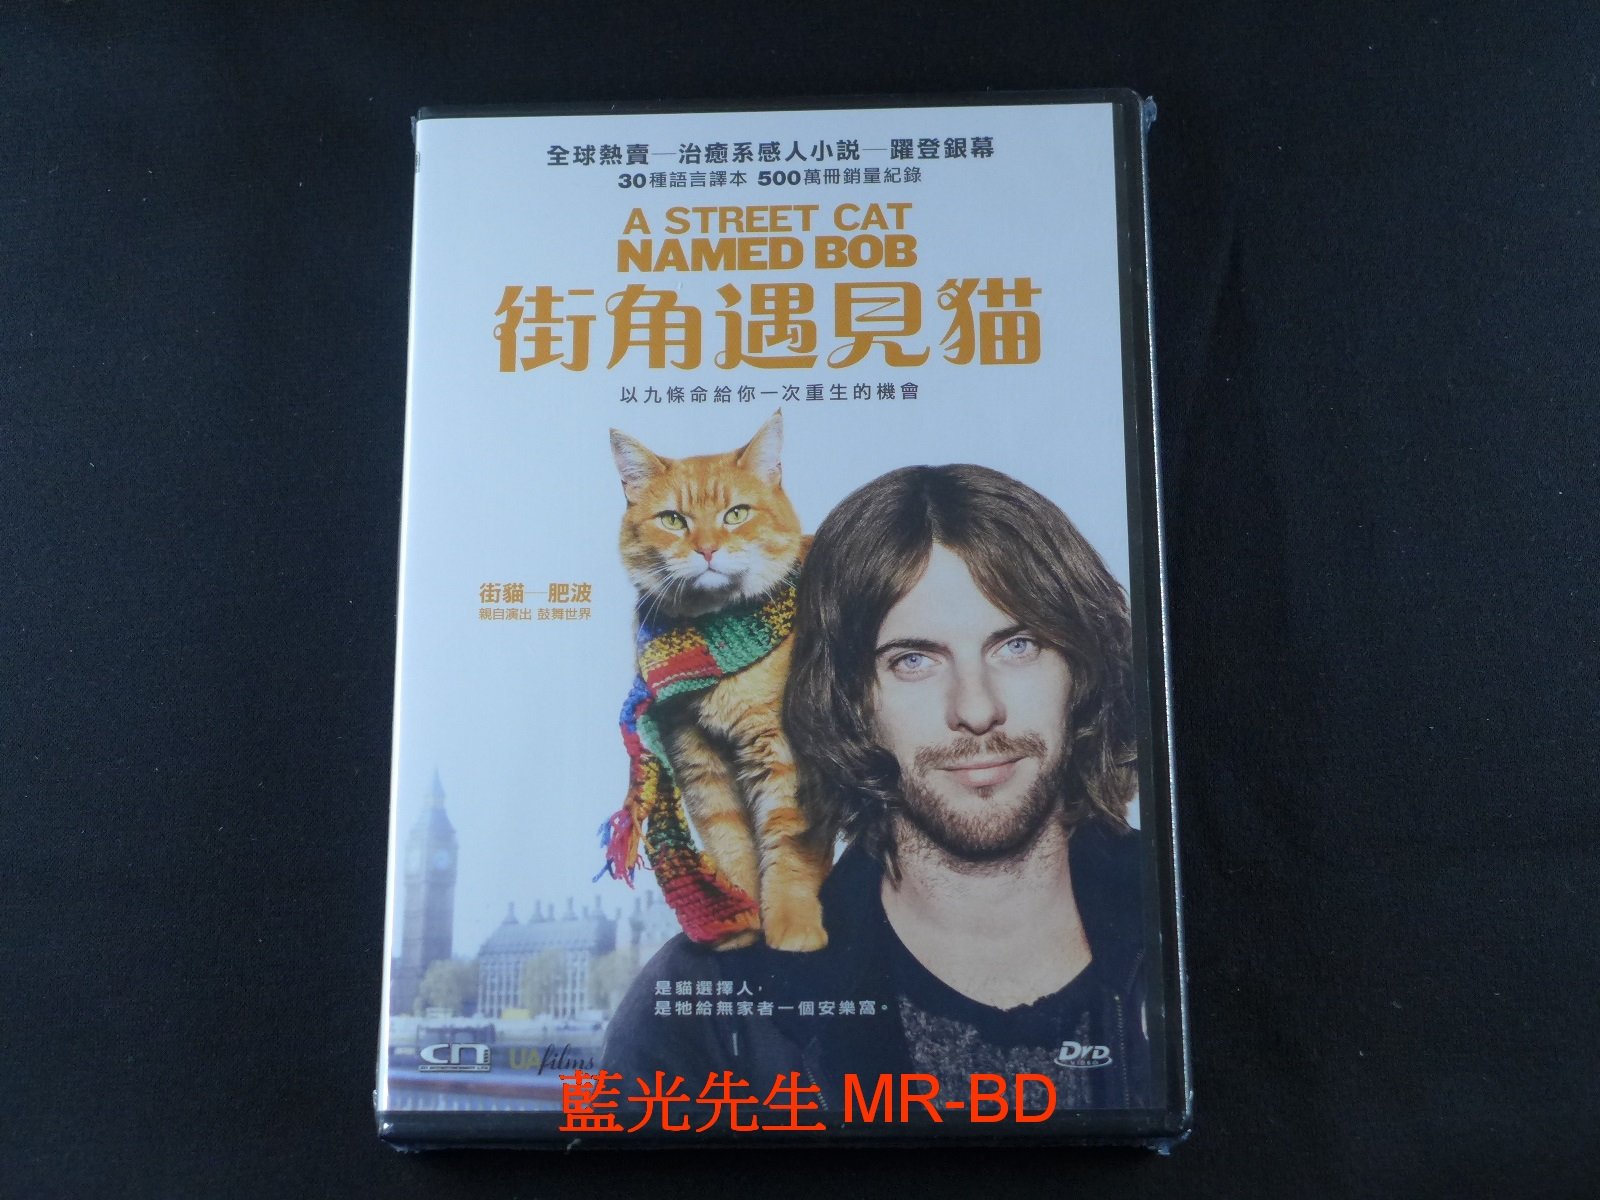 全球熱賣—治癒系感人小説—躍登銀幕
30種語言譯本 500萬冊銷量紀錄
A STREET CAT
NAMED BOB
街角遇見貓
以九條命給你一次重生的機會
街貓—肥波
親自演出 鼓舞世界
是貓選擇人，
是牠給無家者一個安樂窩。
cn
UAfilms
DVD
VIDEO
藍光先生 MR-BD